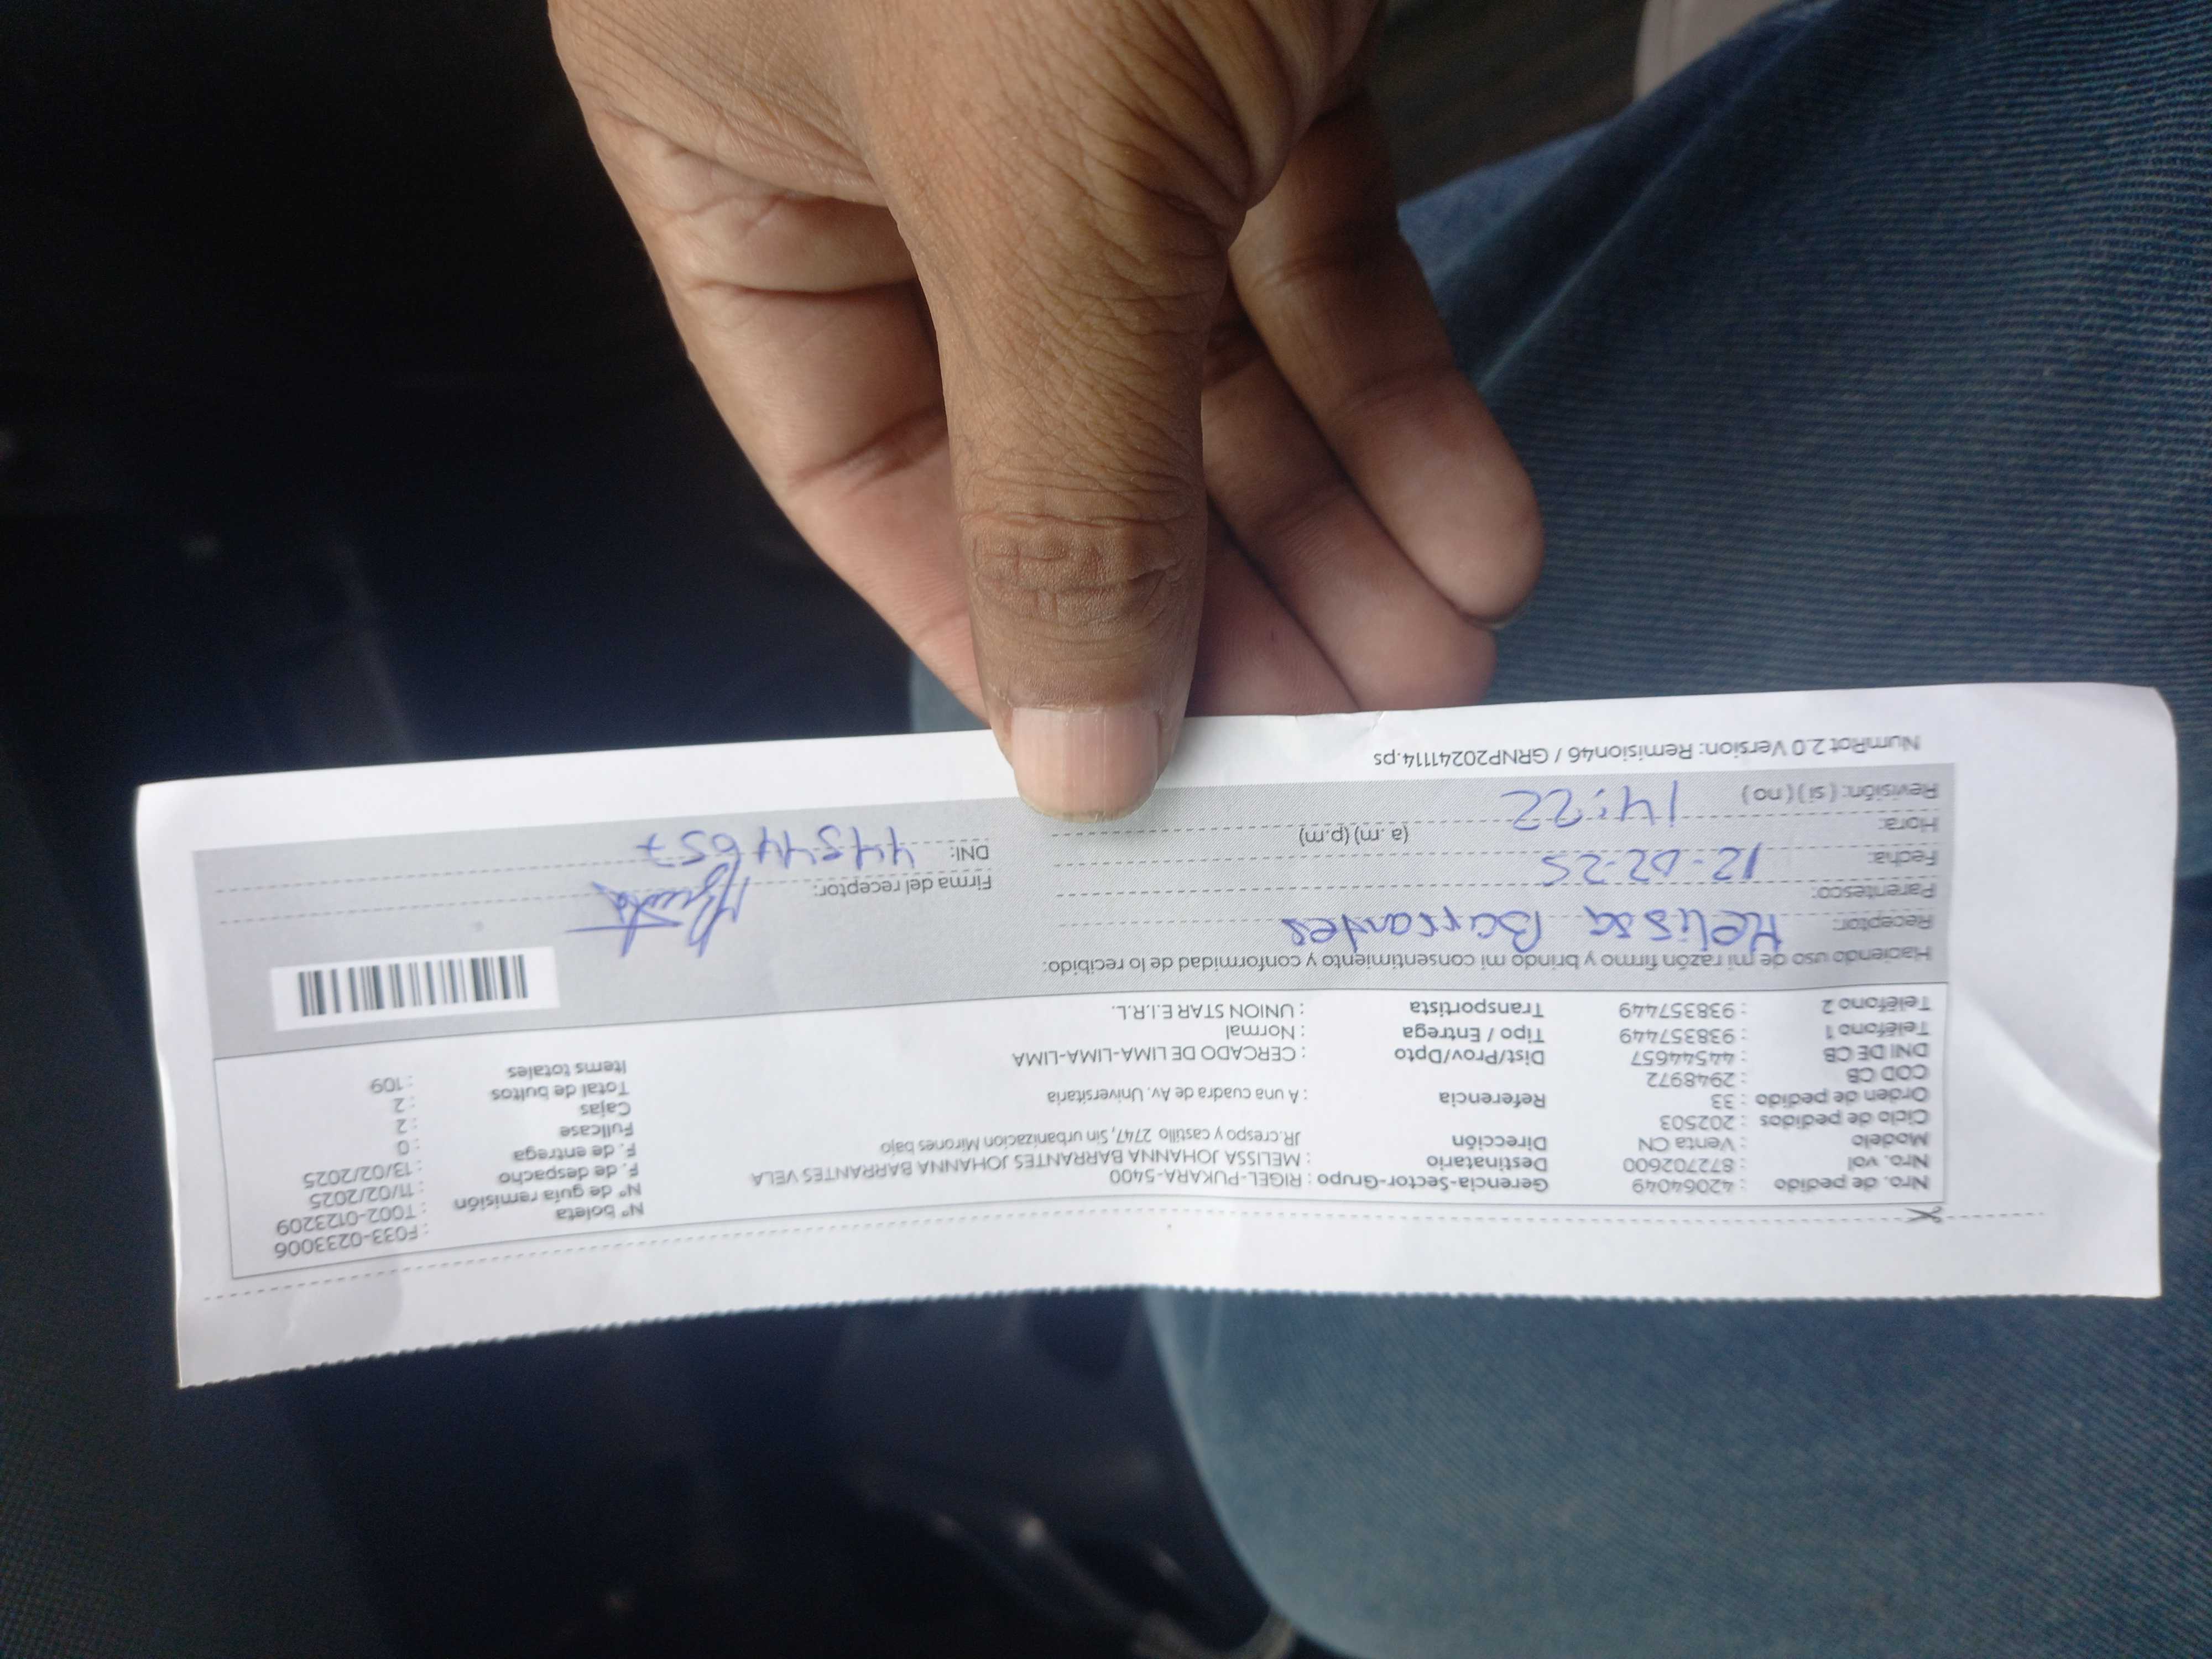 Nro. de pedido : 42064049 Gerencia-Sector-Grupo : RIGEL-PUKARA-5400 N° boleta : F033-0233006
Nro. vol : 872702600 Destinatario : MELISSA JOHANNA BARRANTES JOHANNA BARRANTES VELA N° de guia remisión : T002-0123209
Modelo : Venta CN Dirección JR.crespo y castillo 2747, Sin urbanizacion Mirones bajo F. de despacho : 11/02/2025
Ciclo de pedidos : 202503 F. de entrega : 13/02/2025
Orden de pedido : 33 Referencia : A una cuadra de Av. Universitaria Fullcase : 0
COD CB : 2948972 Cajas : 2
DNI DE CB : 44544657 Dist/Prov/Dpto : CERCADO DE LIMA-LIMA-LIMA Total de bultos : 2
Teléfono 1 : 938357449 Tipo / Entrega : Normal Items totales : 109
Teléfono 2 : 938357449 Transportista : UNION STAR E.I.R.L.
Haciendo uso de mi razón firmo y brindo mi consentimiento y conformidad de lo recibido:
Receptor: Melissa Barrantes
Parentesco: Firma del receptor:
Fecha: 12-02-25 DNI: 44544657
Hora: 14:22 (a. m) (p.m)
Revisión: ( si ) ( no )
NumRot 2.0 Version: Remision46 / GRNP20241114.ps